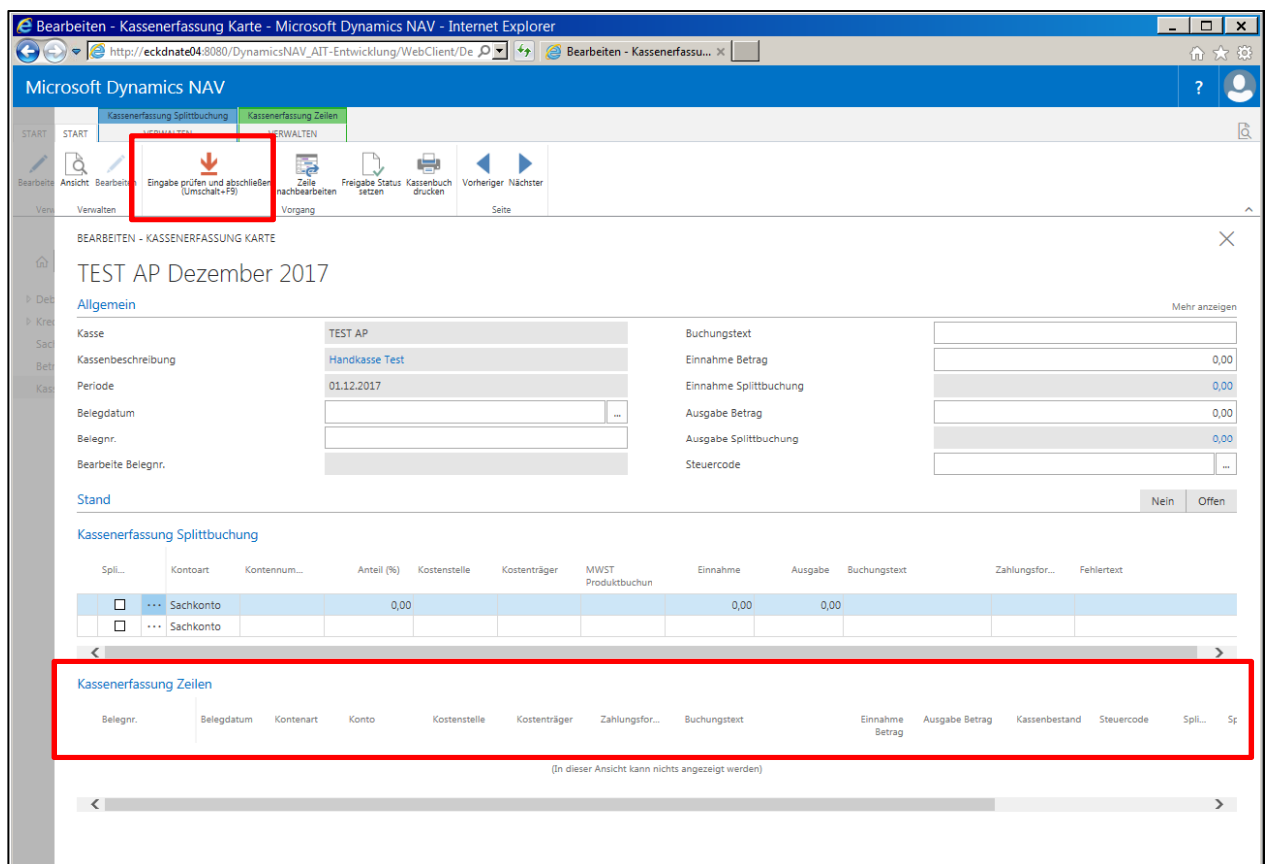 Bearbeiten - Kassenerfassung Karte - Microsoft Dynamics NAV - Internet Explorer
http://eckdnate04:8080/DynamicsNAV_AIT-Entwicklung/WebClient/De
Bearbeiten - Kassenerfassu...
Microsoft Dynamics NAV
?
Kassenerfassung Splittbuchung Kassenerfassung Zeilen
START START VERWALTEN VERWALTEN
Bearbeite Ansicht Bearbeiten Eingabe prüfen und abschließen (Umschalt+F9) Zeile nachbearbeiten Freigabe Status setzen Kassenbuch drucken Vorheriger Nächster
Verw Verwalten Vorgang Seite
BEARBEITEN - KASSENERFASSUNG KARTE
TEST AP Dezember 2017
Deb
Kred
Sach
Betr
Kass
Allgemein Mehr anzeigen
Kasse TEST AP Buchungstext
Kassenbeschreibung Handkasse Test Einnahme Betrag 0,00
Periode 01.12.2017 Einnahme Splittbuchung 0,00
Belegdatum ... Ausgabe Betrag 0,00
Belegnr. Ausgabe Splittbuchung 0,00
Bearbeite Belegnr. Steuercode ...
Stand Nein Offen
Kassenerfassung Splittbuchung
Spli... Kontoart Kontennum... Anteil (%) Kostenstelle Kostenträger MWST Produktbuchun Einnahme Ausgabe Buchungstext Zahlungsfor... Fehlertext
... Sachkonto 0,00 0,00 0,00
... Sachkonto
Kassenerfassung Zeilen
Belegnr. Belegdatum Kontenart Konto Kostenstelle Kostenträger Zahlungsfor... Buchungstext Einnahme Betrag Ausgabe Betrag Kassenbestand Steuercode Spli... Sp
(In dieser Ansicht kann nichts angezeigt werden)